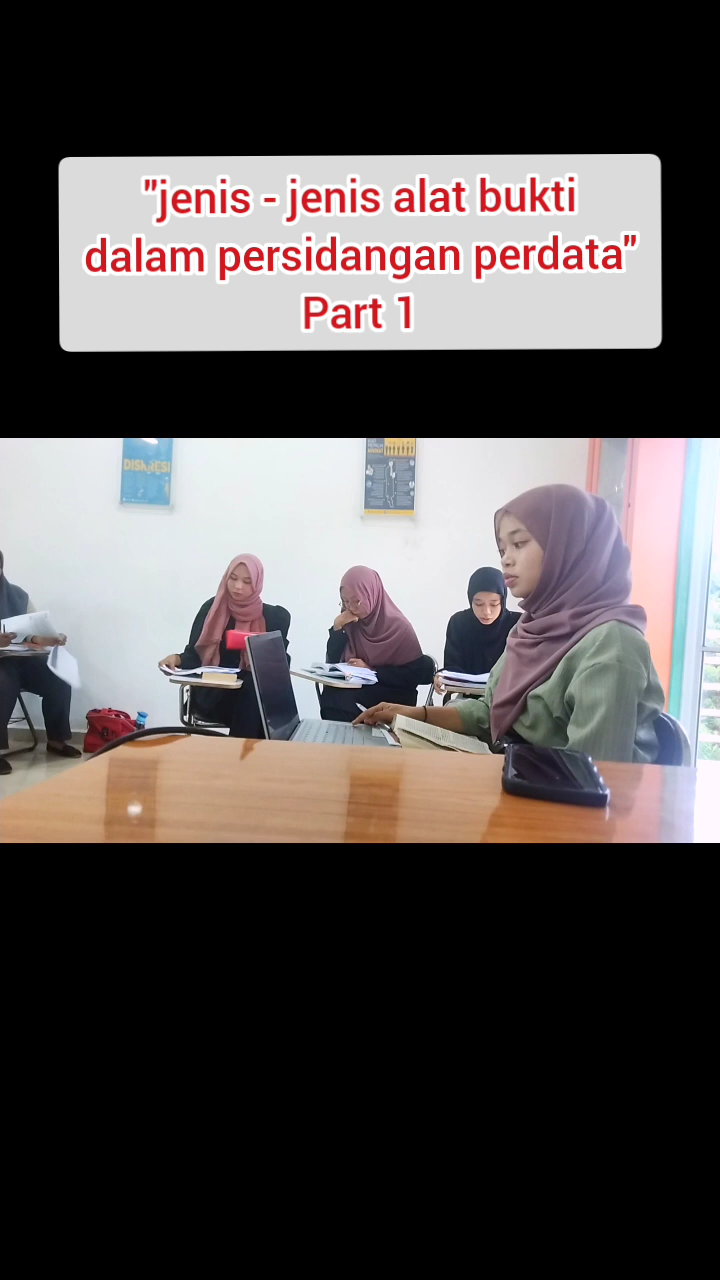 "jenis - jenis alat bukti
dalam persidangan perdata"
Part 1
DISKRESI